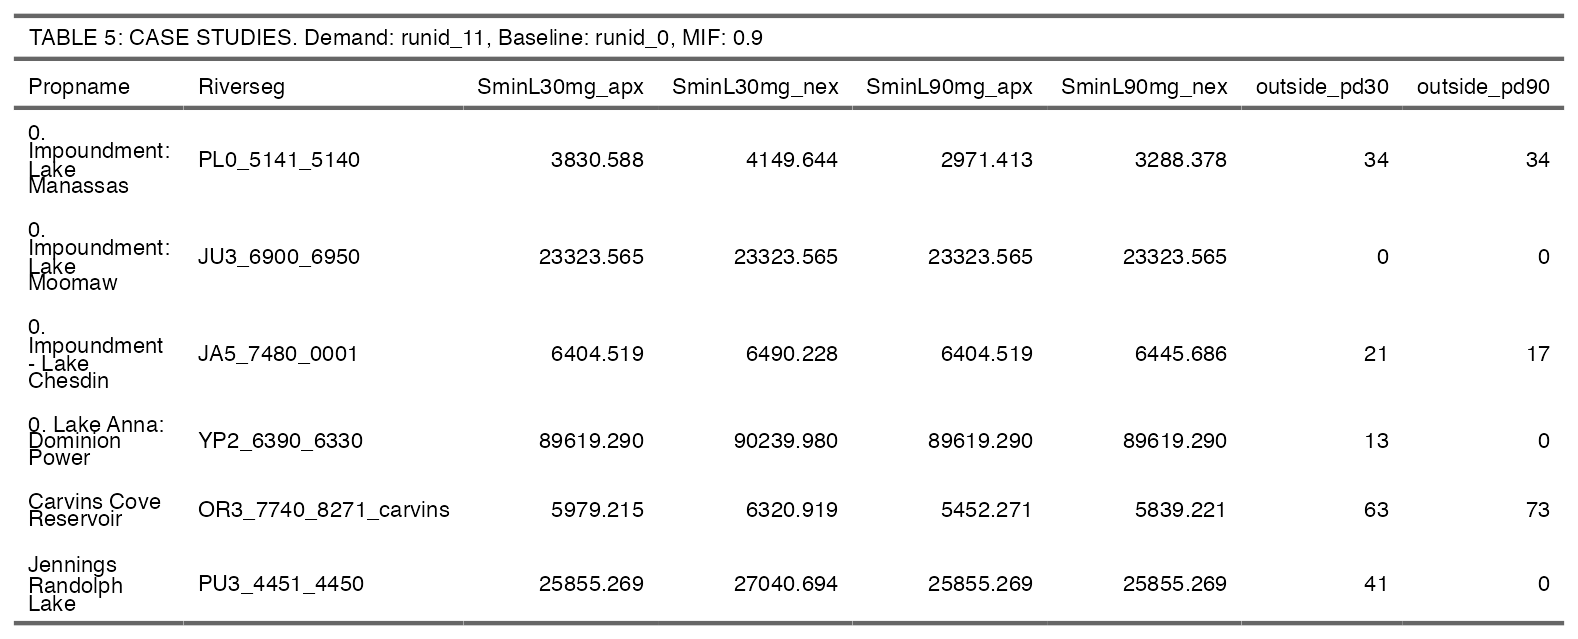 TABLE 5: CASE STUDIES. Demand: runid_11, Baseline: runid_0, MIF: 0.9
Propname Riverseg SminL30mg_apx SminL30mg_nex SminL90mg_apx SminL90mg_nex outside_pd30 outside_pd90
0.
Impoundment:
Lake
Manassas
PL0_5141_5140 3830.588 4149.644 2971.413 3288.378 34 34
0.
Impoundment:
Lake
Moomaw
JU3_6900_6950 23323.565 23323.565 23323.565 23323.565 0 0
0.
Impoundment
- Lake
Chesdin
JA5_7480_0001 6404.519 6490.228 6404.519 6445.686 21 17
0. Lake Anna:
Dominion
Power
YP2_6390_6330 89619.290 90239.980 89619.290 89619.290 13 0
Carvins Cove
Reservoir
OR3_7740_8271_carvins 5979.215 6320.919 5452.271 5839.221 63 73
Jennings
Randolph
Lake
PU3_4451_4450 25855.269 27040.694 25855.269 25855.269 41 0